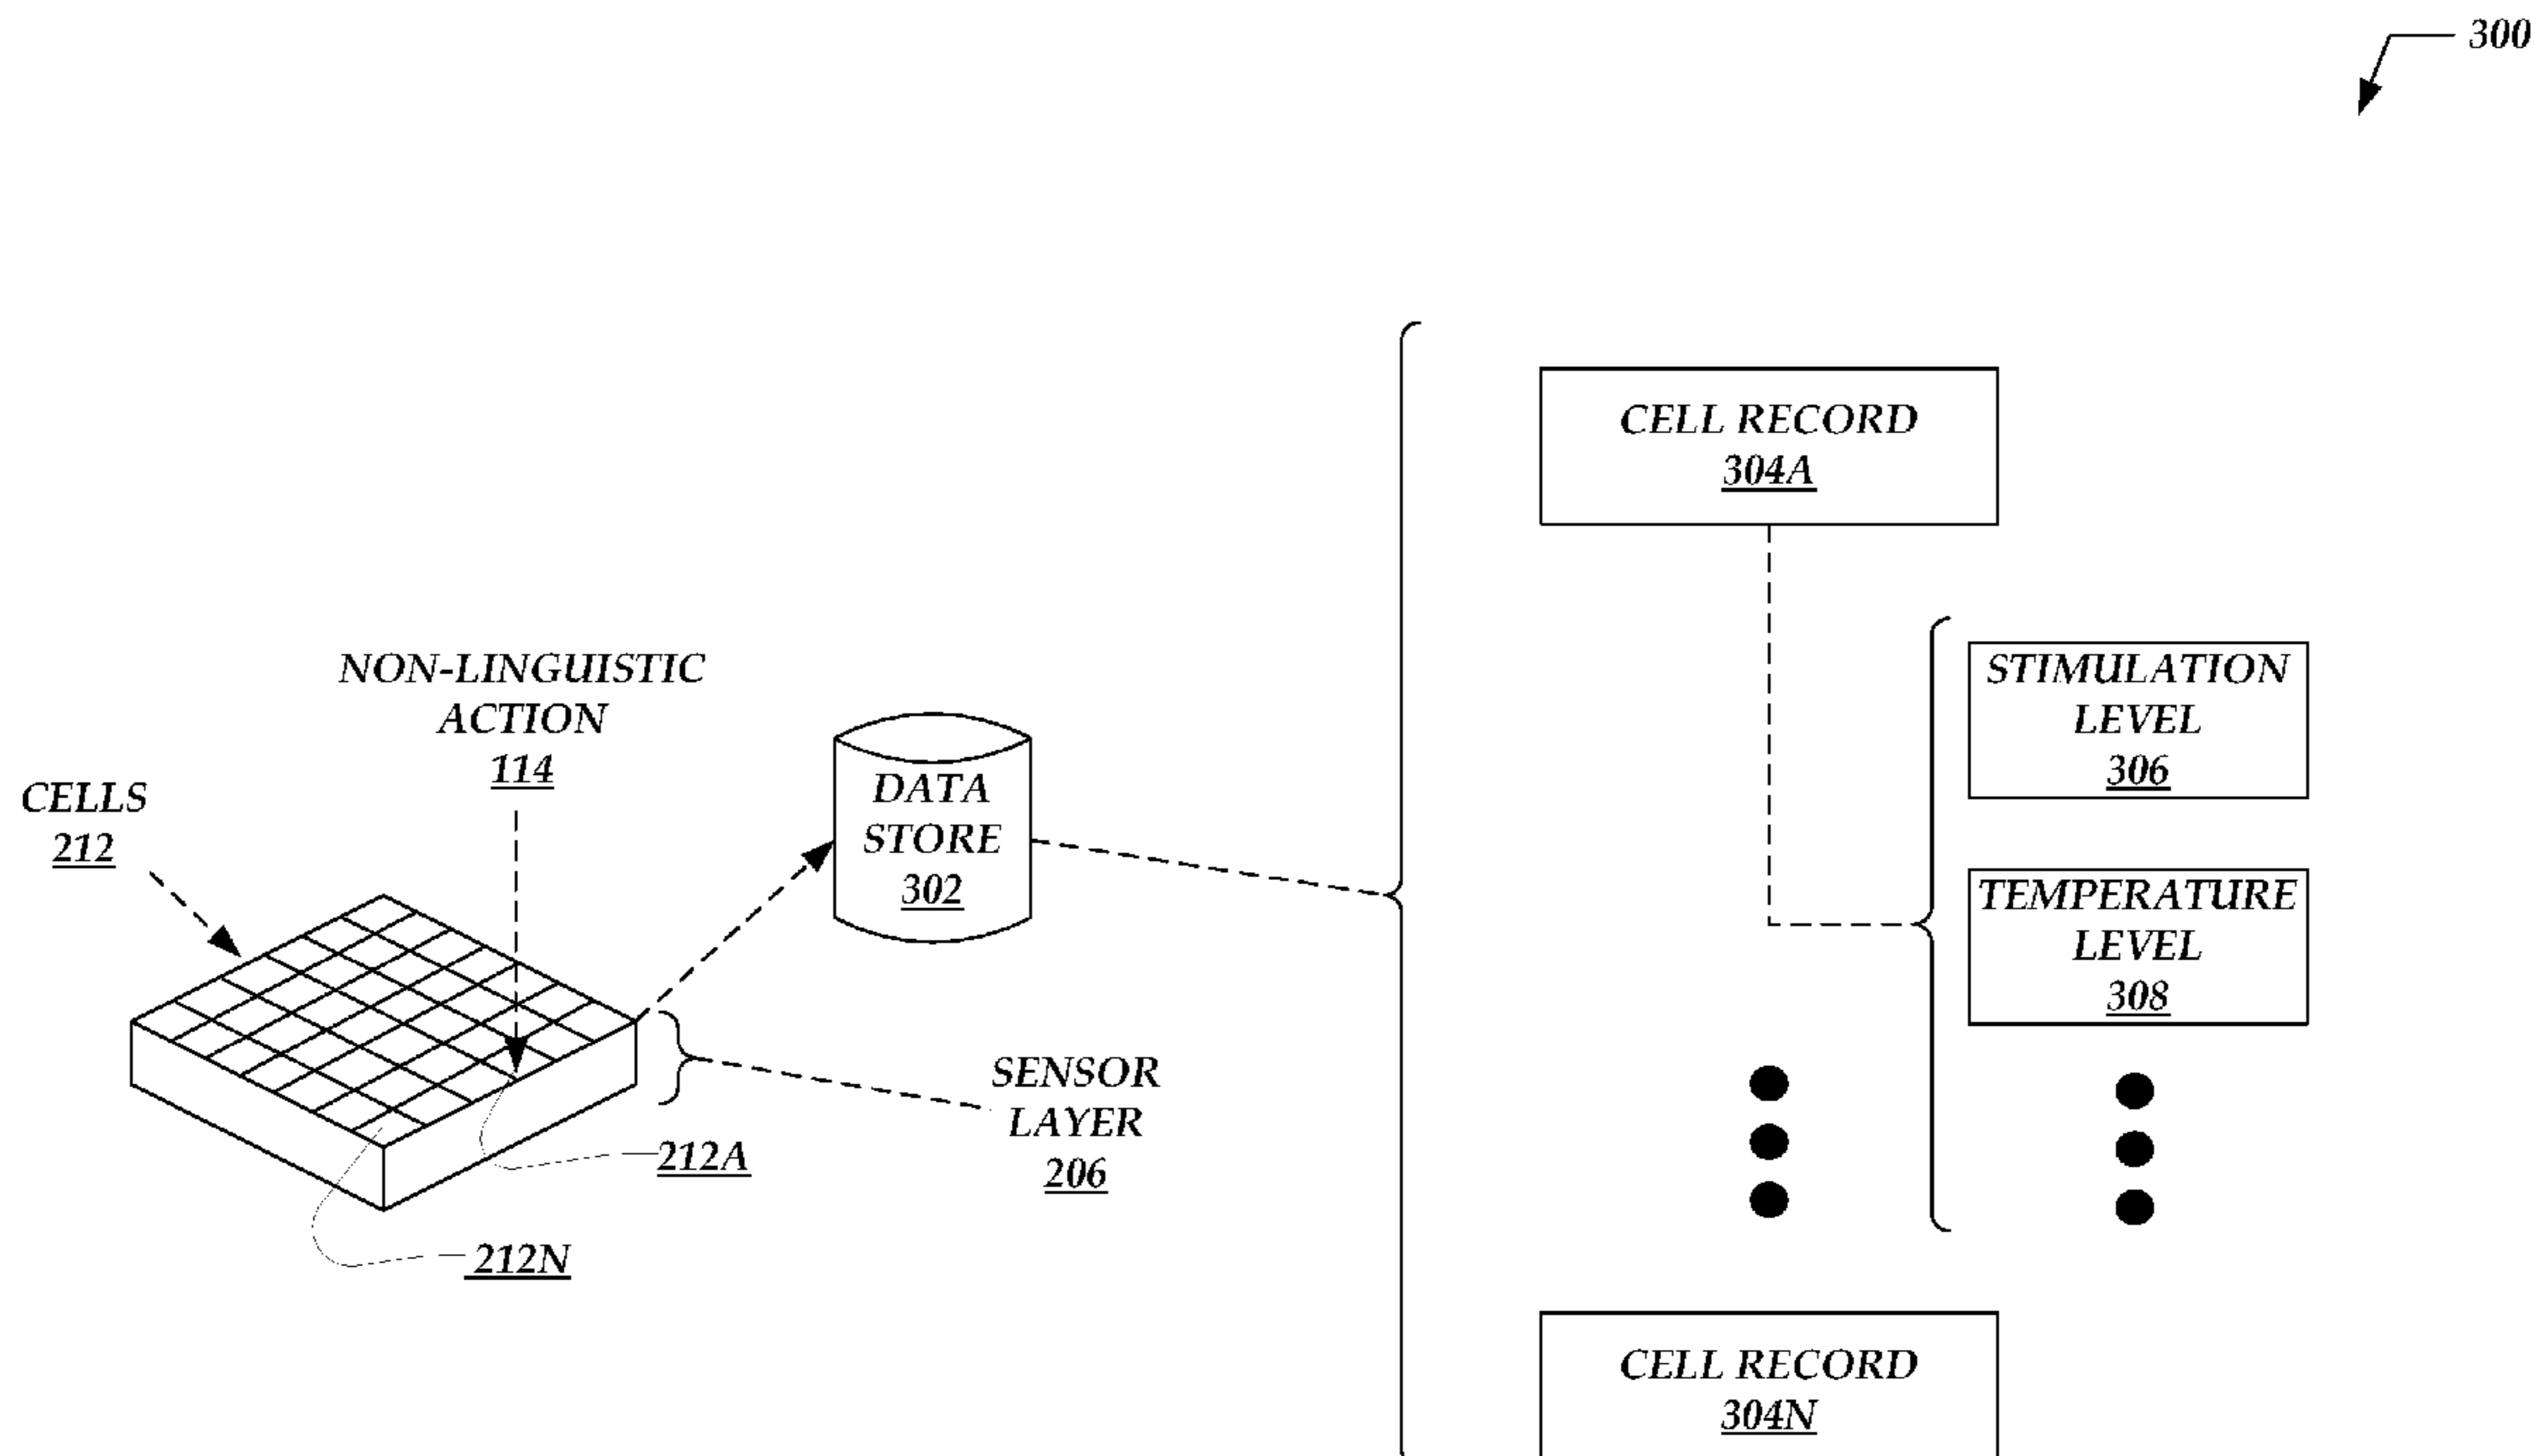 300
CELL RECORD
304A
NON-LINGUISTIC
ACTION
114
STIMULATION
LEVEL
306
CELLS
212
DATA
STORE
302
TEMPERATURE
LEVEL
308
SENSOR
LAYER
206
212A
212N
CELL RECORD
304N